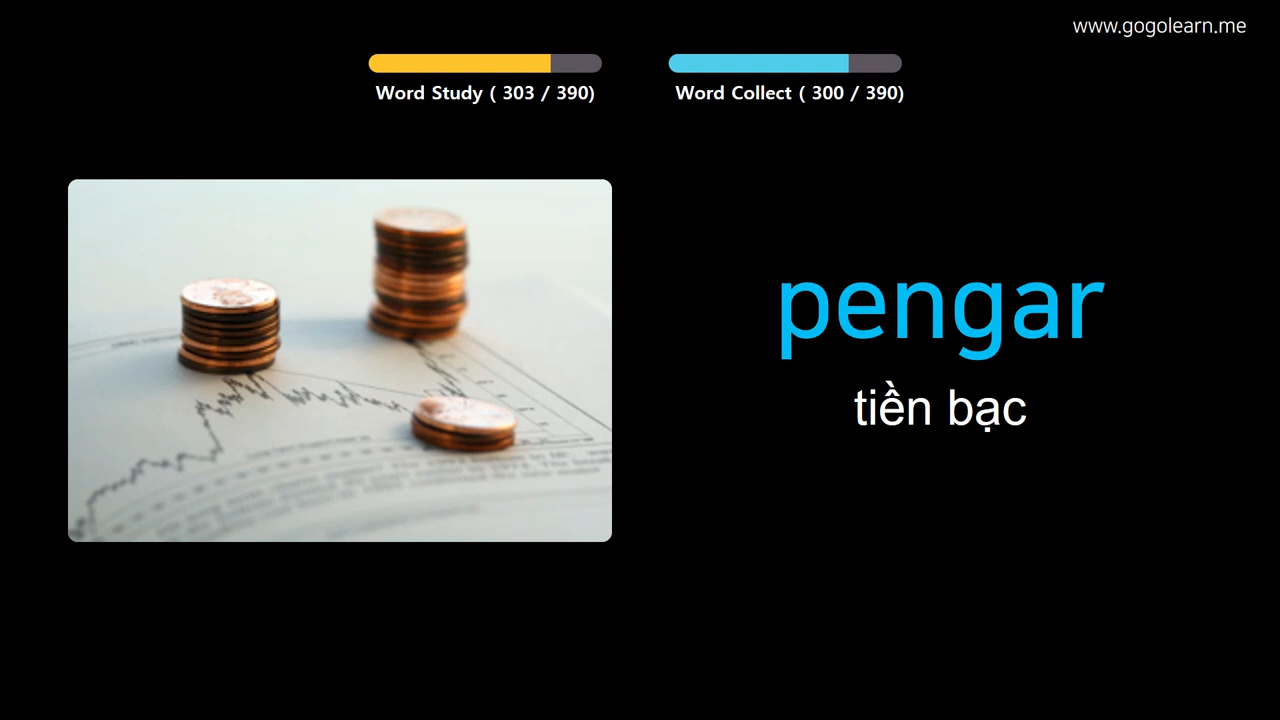 www.gogolearn.me
Word Study ( 303 / 390)
Word Collect ( 300 / 390)
pengar
tiền bạc